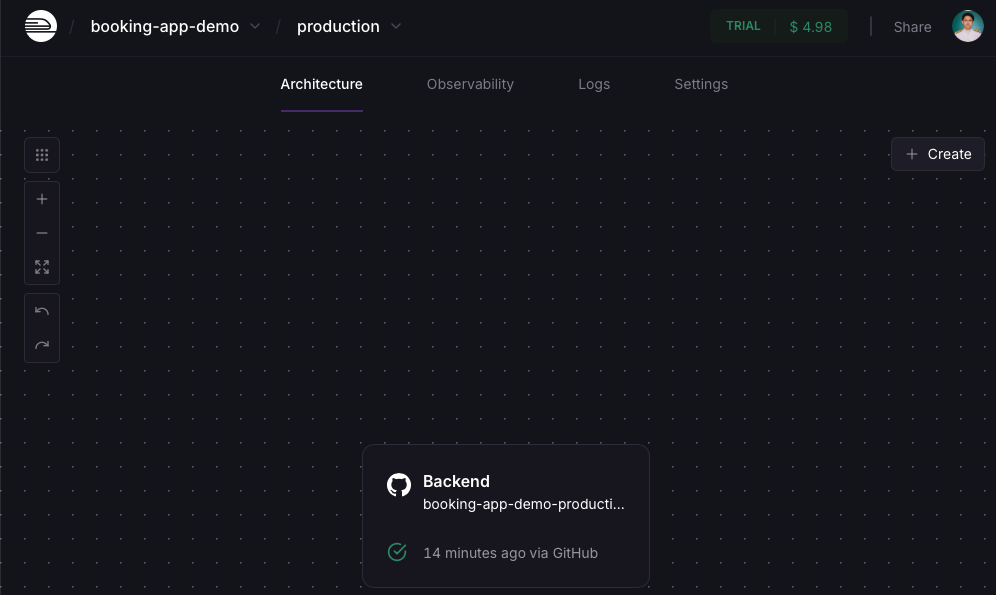 / booking-app-demo / production
TRIAL $ 4.98 Share
Architecture Observability Logs Settings
+ Create
Backend
booking-app-demo-producti...
14 minutes ago via GitHub